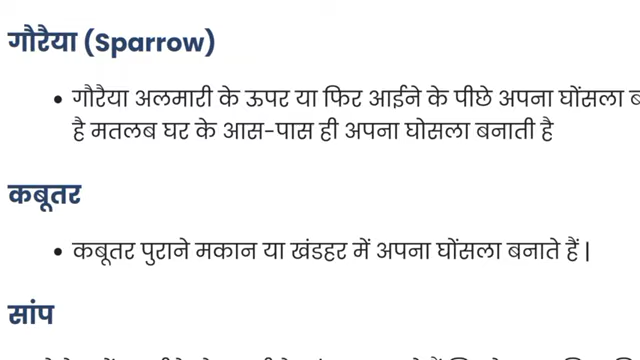 गौरैया (Sparrow)
गौरैया अलमारी के ऊपर या फिर आईने के पीछे अपना घोंसला
है मतलब घर के आस-पास ही अपना घोसला बनाती है
कबूतर
कबूतर पुराने मकान या खंडहर में अपना घोंसला बनाते हैं |
सांप